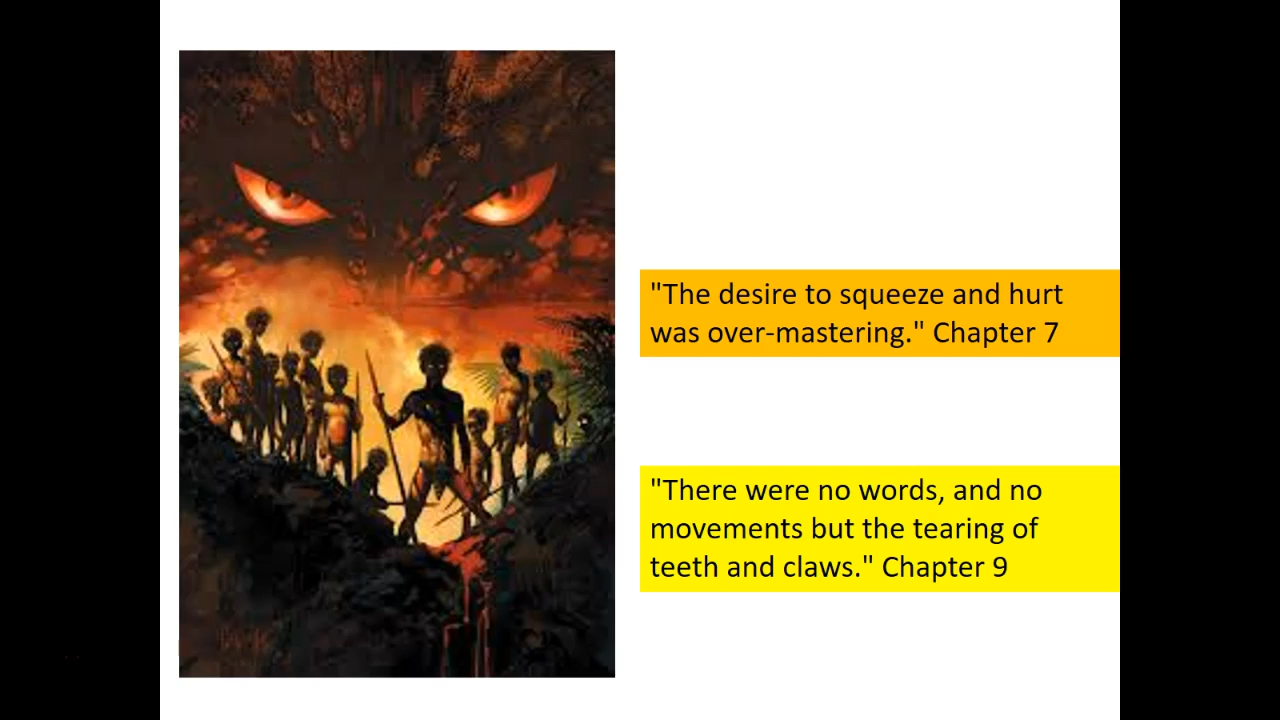 "The desire to squeeze and hurt
was over-mastering." Chapter 7
"There were no words, and no
movements but the tearing of
teeth and claws." Chapter 9